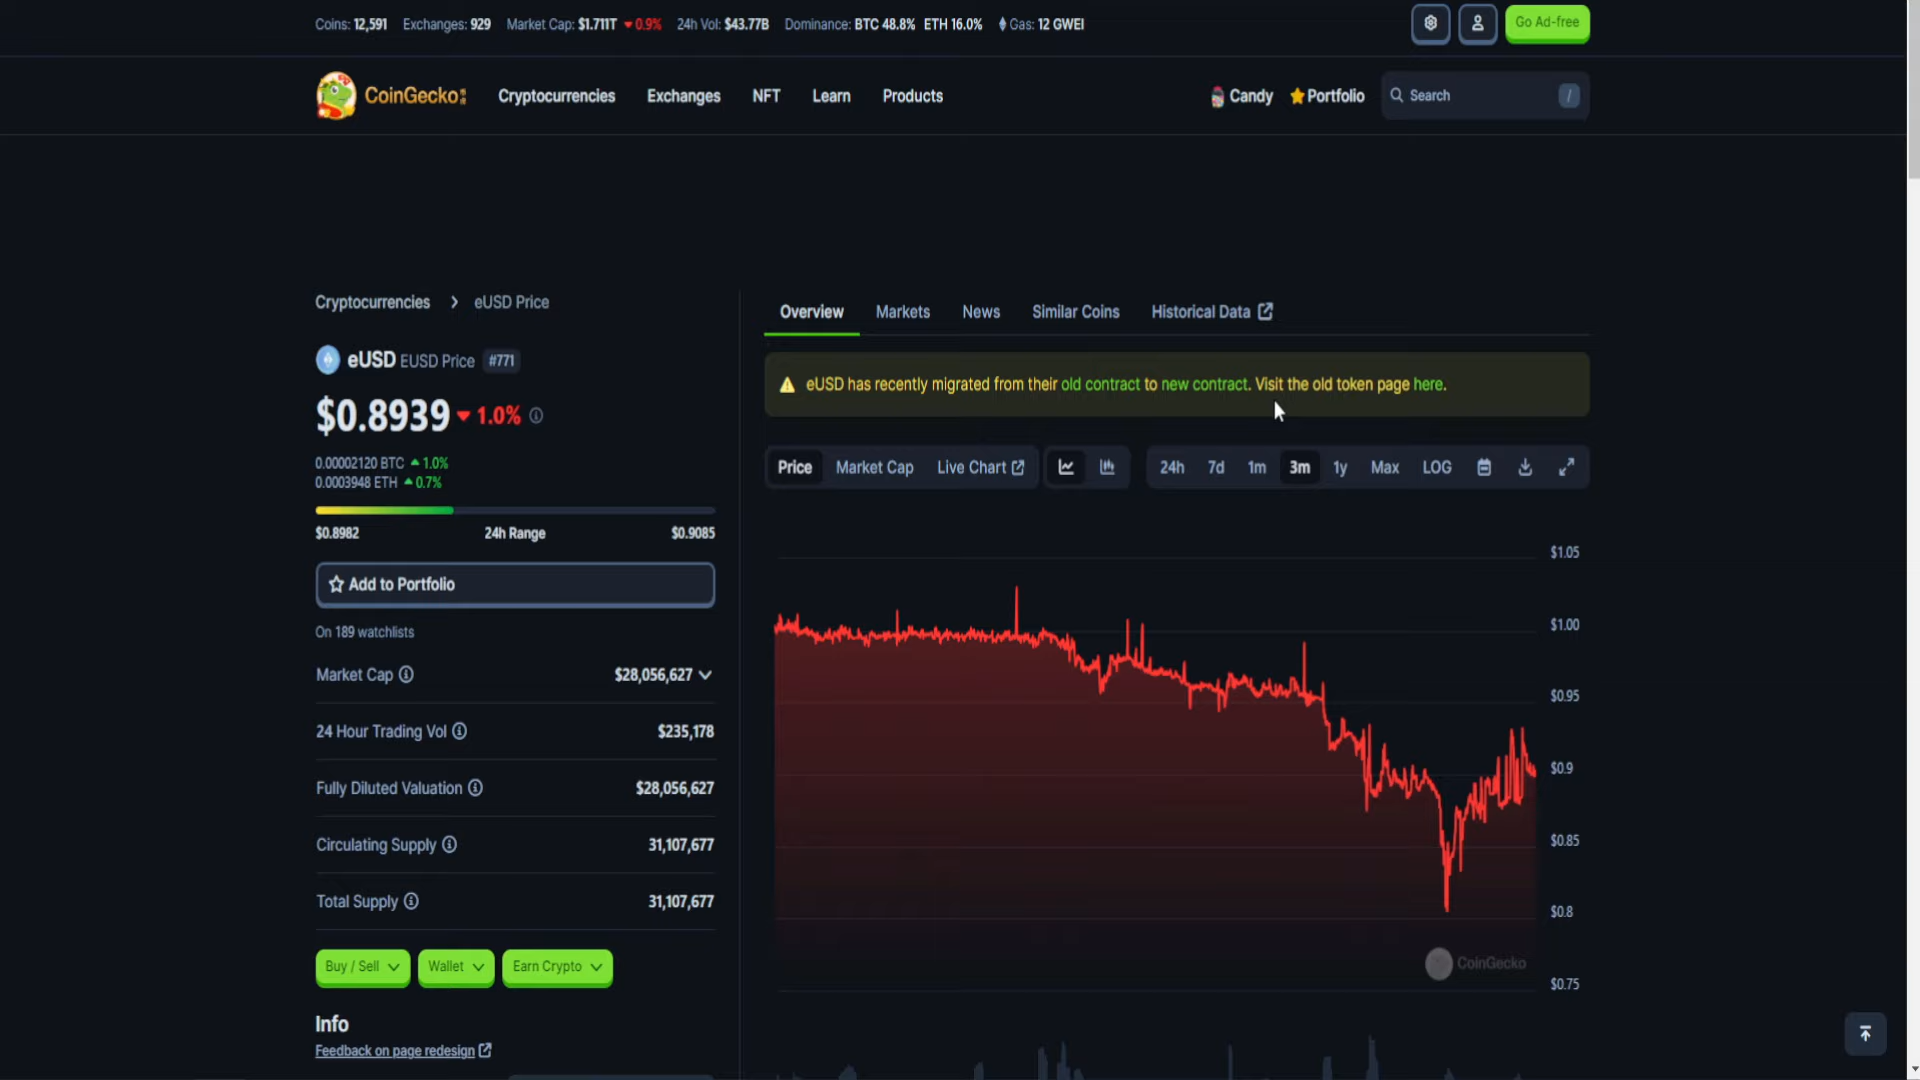 Coins: 12,591 Exchanges: 929 Market Cap: $1.711T 0.9% 24h Vol: $43.77B Dominance: BTC 48.8% ETH 16.0% Gas: 12 GWEI Go Ad-free
CoinGecko Cryptocurrencies Exchanges NFT Learn Products Candy Portfolio Search /
Cryptocurrencies > eUSD Price
eUSD EUSD Price #771
$0.8939 1.0%
0.00002120 BTC 1.0%
0.0003948 ETH 0.7%
$0.8982 24h Range $0.9085
Add to Portfolio
On 189 watchlists
Market Cap $28,056,627
24 Hour Trading Vol $235,178
Fully Diluted Valuation $28,056,627
Circulating Supply 31,107,677
Total Supply 31,107,677
Buy / Sell Wallet Earn Crypto
Info
Feedback on page redesign
Overview Markets News Similar Coins Historical Data
eUSD has recently migrated from their old contract to new contract. Visit the old token page here.
Price Market Cap Live Chart 24h 7d 1m 3m 1y Max LOG
$1.05
$1.00
$0.95
$0.9
$0.85
$0.8
CoinGecko
$0.75